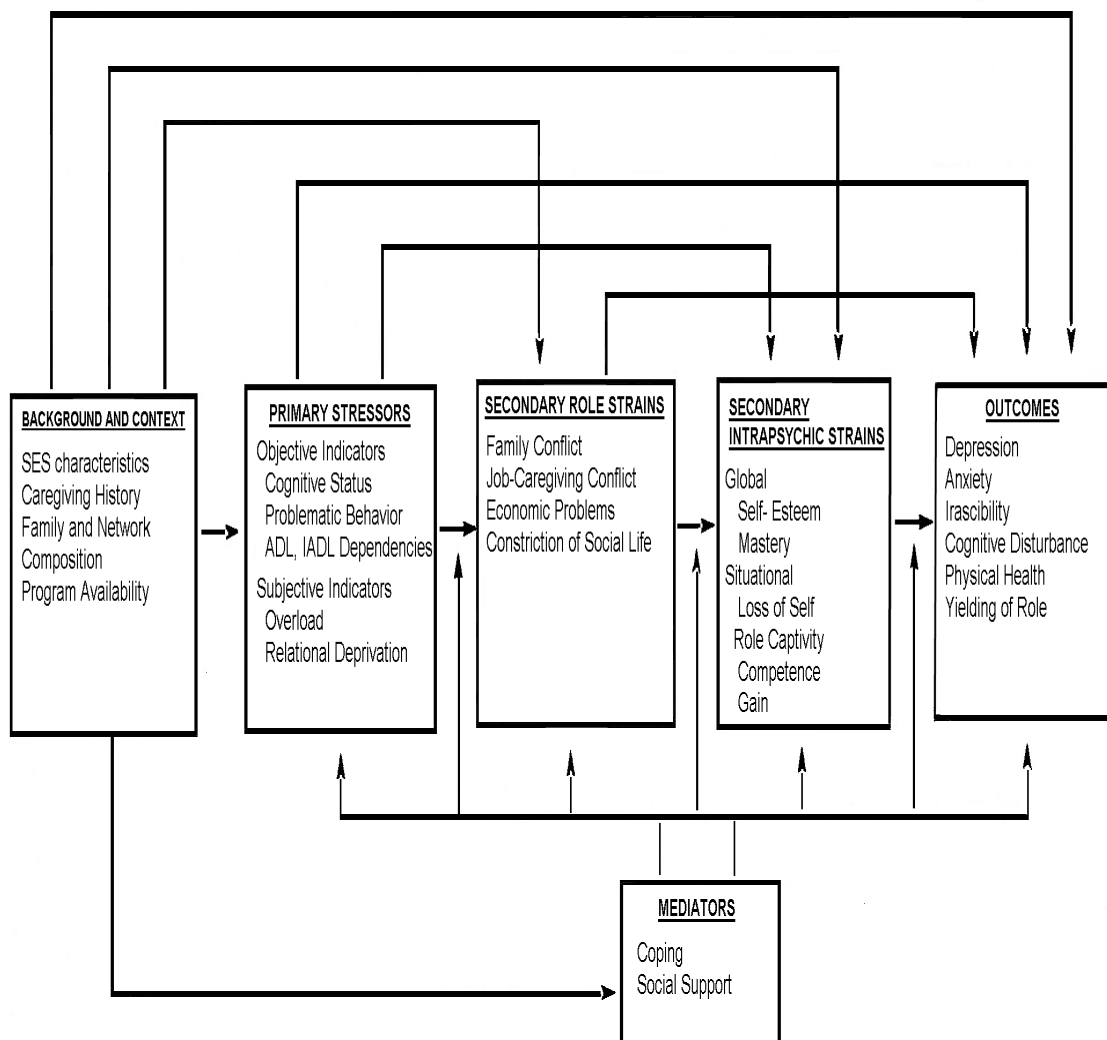 BACKGROUND AND CONTEXT
SES characteristics
Caregiving History
Family and Network
Composition
Program Availability
PRIMARY STRESSORS
Objective Indicators
Cognitive Status
Problematic Behavior
ADL, IADL Dependencies
Subjective Indicators
Overload
Relational Deprivation
SECONDARY ROLE STRAINS
Family Conflict
Job-Caregiving Conflict
Economic Problems
Constriction of Social Life
SECONDARY
INTRAPSYCHIC STRAINS
Global
Self- Esteem
Mastery
Situational
Loss of Self
Role Captivity
Competence
Gain
OUTCOMES
Depression
Anxiety
Irascibility
Cognitive Disturbance
Physical Health
Yielding of Role
MEDIATORS
Coping
Social Support